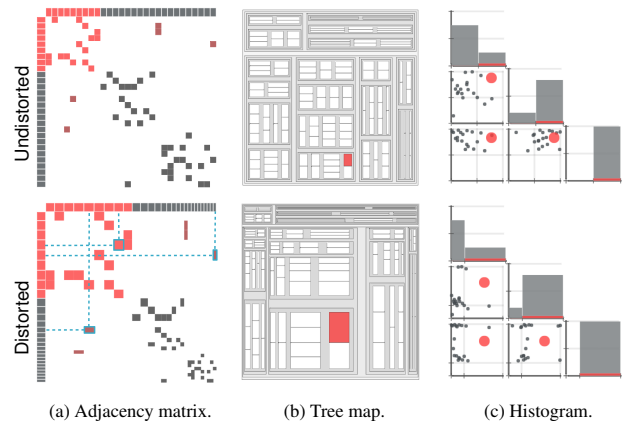 Undistorted
Distorted
(a) Adjacency matrix.
(b) Tree map.
(c) Histogram.